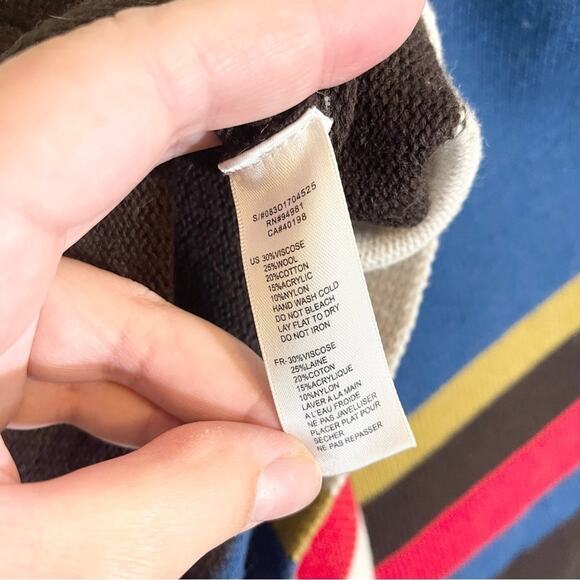 S/#083O1704525
RN#94981
CA#40198
US 30%VISCOSE
25%WOOL
20%COTTON
15%ACRYLIC
10%NYLON
HAND WASH COLD
DO NOT BLEACH
LAY FLAT TO DRY
DO NOT IRON
FR-30%VISCOSE
25%LAINE
20%COTON
15%ACRYLIQUE
10%NYLON
LAVER À LA MAIN
À L'EAU FROIDE
NE PAS JAVELLISER
PLACER PLAT POUR
SECHER
NE PAS REPASSER